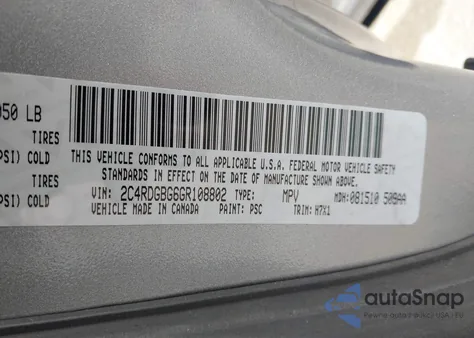 050 LB
TIRES
PSI) COLD
TIRES
PSI) COLD
THIS VEHICLE CONFORMS TO ALL APPLICABLE U.S.A. FEDERAL MOTOR VEHICLE SAFETY
STANDARDS IN EFFECT ON THE DATE OF MANUFACTURE SHOWN ABOVE.
VIN: 2C4RDGBG6GR108802 TYPE: MPV MDH: 081510 509AA
VEHICLE MADE IN CANADA PAINT: PSC TRIM: H7X1
autoSnap